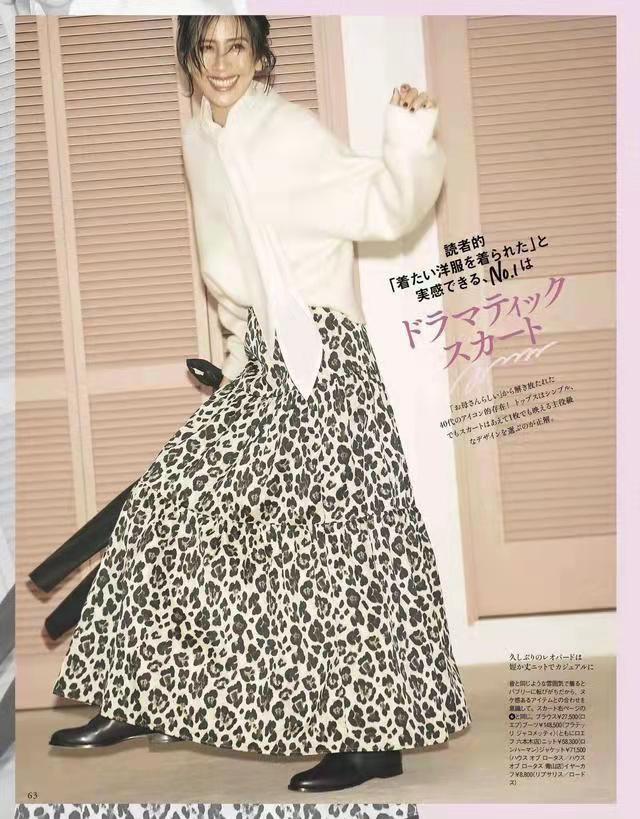 読者的
「着たい洋服を着られた」と
実感できる、No.1は
ドラマティック
スカート
「お母さんらしい」から解き放たれた
40代のアイコン的存在！ トップスはシンプル、
でもスカートはあえて1枚でも映える主役級
なデザインを選ぶのが正解。
久しぶりのレオパードは
短か丈ニットでカジュアルに
昔と同じような雰囲気で着ると
バブリーに転びがちだから、ヌ
ケ感あるアイテムとの合わせを
意識して。スカート右ページの
と同じ。ブラウス¥27,500(ロ
エフ)ブーツ¥148,500(フラテッ
リ ジャコメッティ)(ともにロエ
フ 六本木店)ニット¥58,300(ロ
ンハーマン)ジャケット¥71,500
(ハウス オブ ロータス／ハウス
オブ ロータス 青山店)イヤーカ
フ¥8,800(リプサリス／ロード
ス)
63